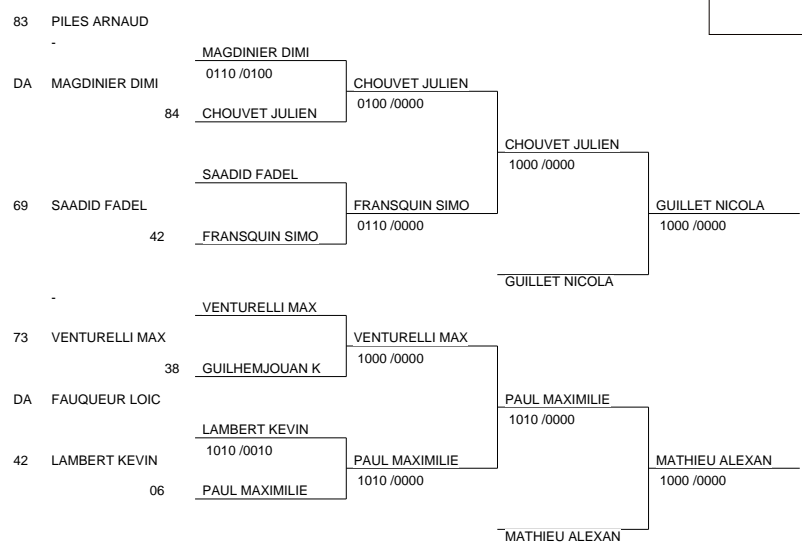 83 PILES ARNAUD
-
MAGDINIER DIMI
0110 /0100
DA MAGDINIER DIMI
CHOUVET JULIEN
0100 /0000
84 CHOUVET JULIEN
CHOUVET JULIEN
1000 /0000
SAADID FADEL
69 SAADID FADEL
FRANSQUIN SIMO
0110 /0000
GUILLET NICOLA
1000 /0000
42 FRANSQUIN SIMO
GUILLET NICOLA
-
VENTURELLI MAX
73 VENTURELLI MAX
VENTURELLI MAX
1000 /0000
38 GUILHEMJOUAN K
DA FAUQUEUR LOIC
PAUL MAXIMILIE
1010 /0000
LAMBERT KEVIN
1010 /0010
42 LAMBERT KEVIN
PAUL MAXIMILIE
1010 /0000
MATHIEU ALEXAN
1000 /0000
06 PAUL MAXIMILIE
MATHIEU ALEXAN